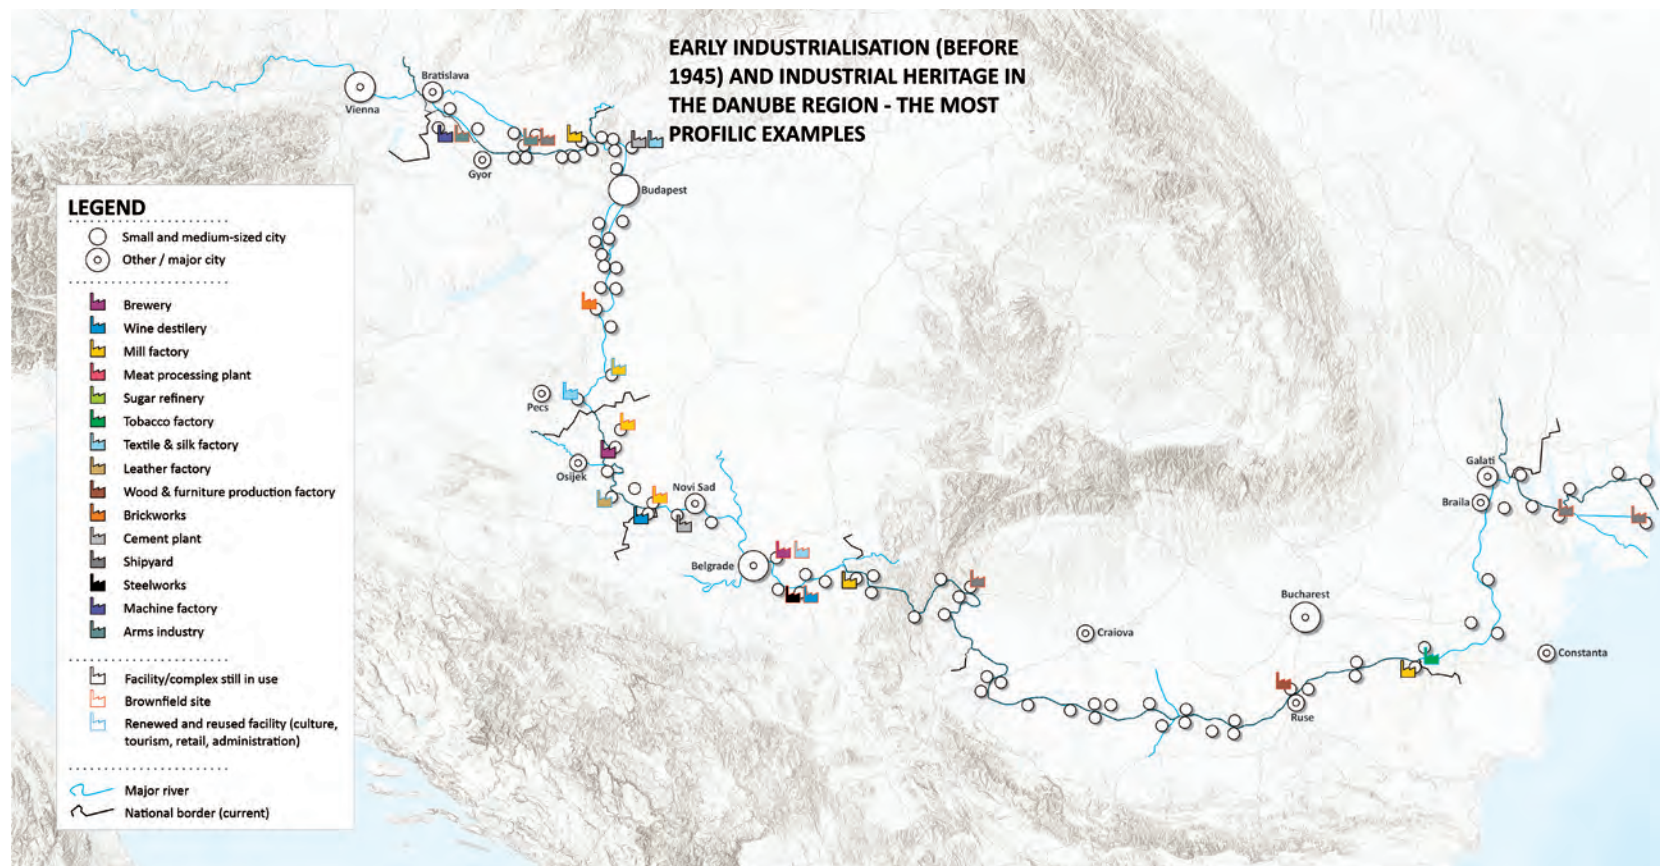 EARLY INDUSTRIALISATION (BEFORE
1945) AND INDUSTRIAL HERITAGE IN
THE DANUBE REGION - THE MOST
PROFILIC EXAMPLES
Bratislava
Vienna
Gyor
Budapest
LEGEND
Small and medium-sized city
Other / major city
Brewery
Wine destilery
Mill factory
Meat processing plant
Sugar refinery
Tobacco factory
Textile & silk factory
Leather factory
Wood & furniture production factory
Brickworks
Cement plant
Shipyard
Steelworks
Machine factory
Arms industry
Facility/complex still in use
Brownfield site
Renewed and reused facility (culture,
tourism, retail, administration)
Major river
National border (current)
Pecs
Osijek
Novi Sad
Belgrade
Galati
Braila
Bucharest
Craiova
Constanta
Ruse